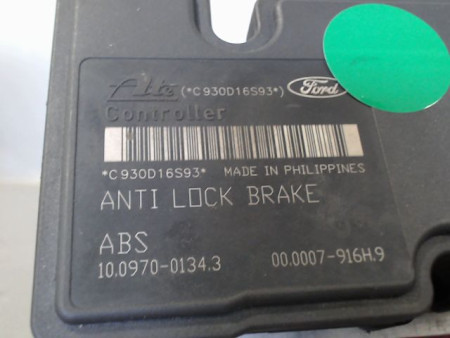 Ate (*C930D16S93*) Ford
Controller
*C930D16S93* MADE IN PHILIPPINES
ANTI LOCK BRAKE
ABS
10.0970-0134.3 00.0007-916H.9